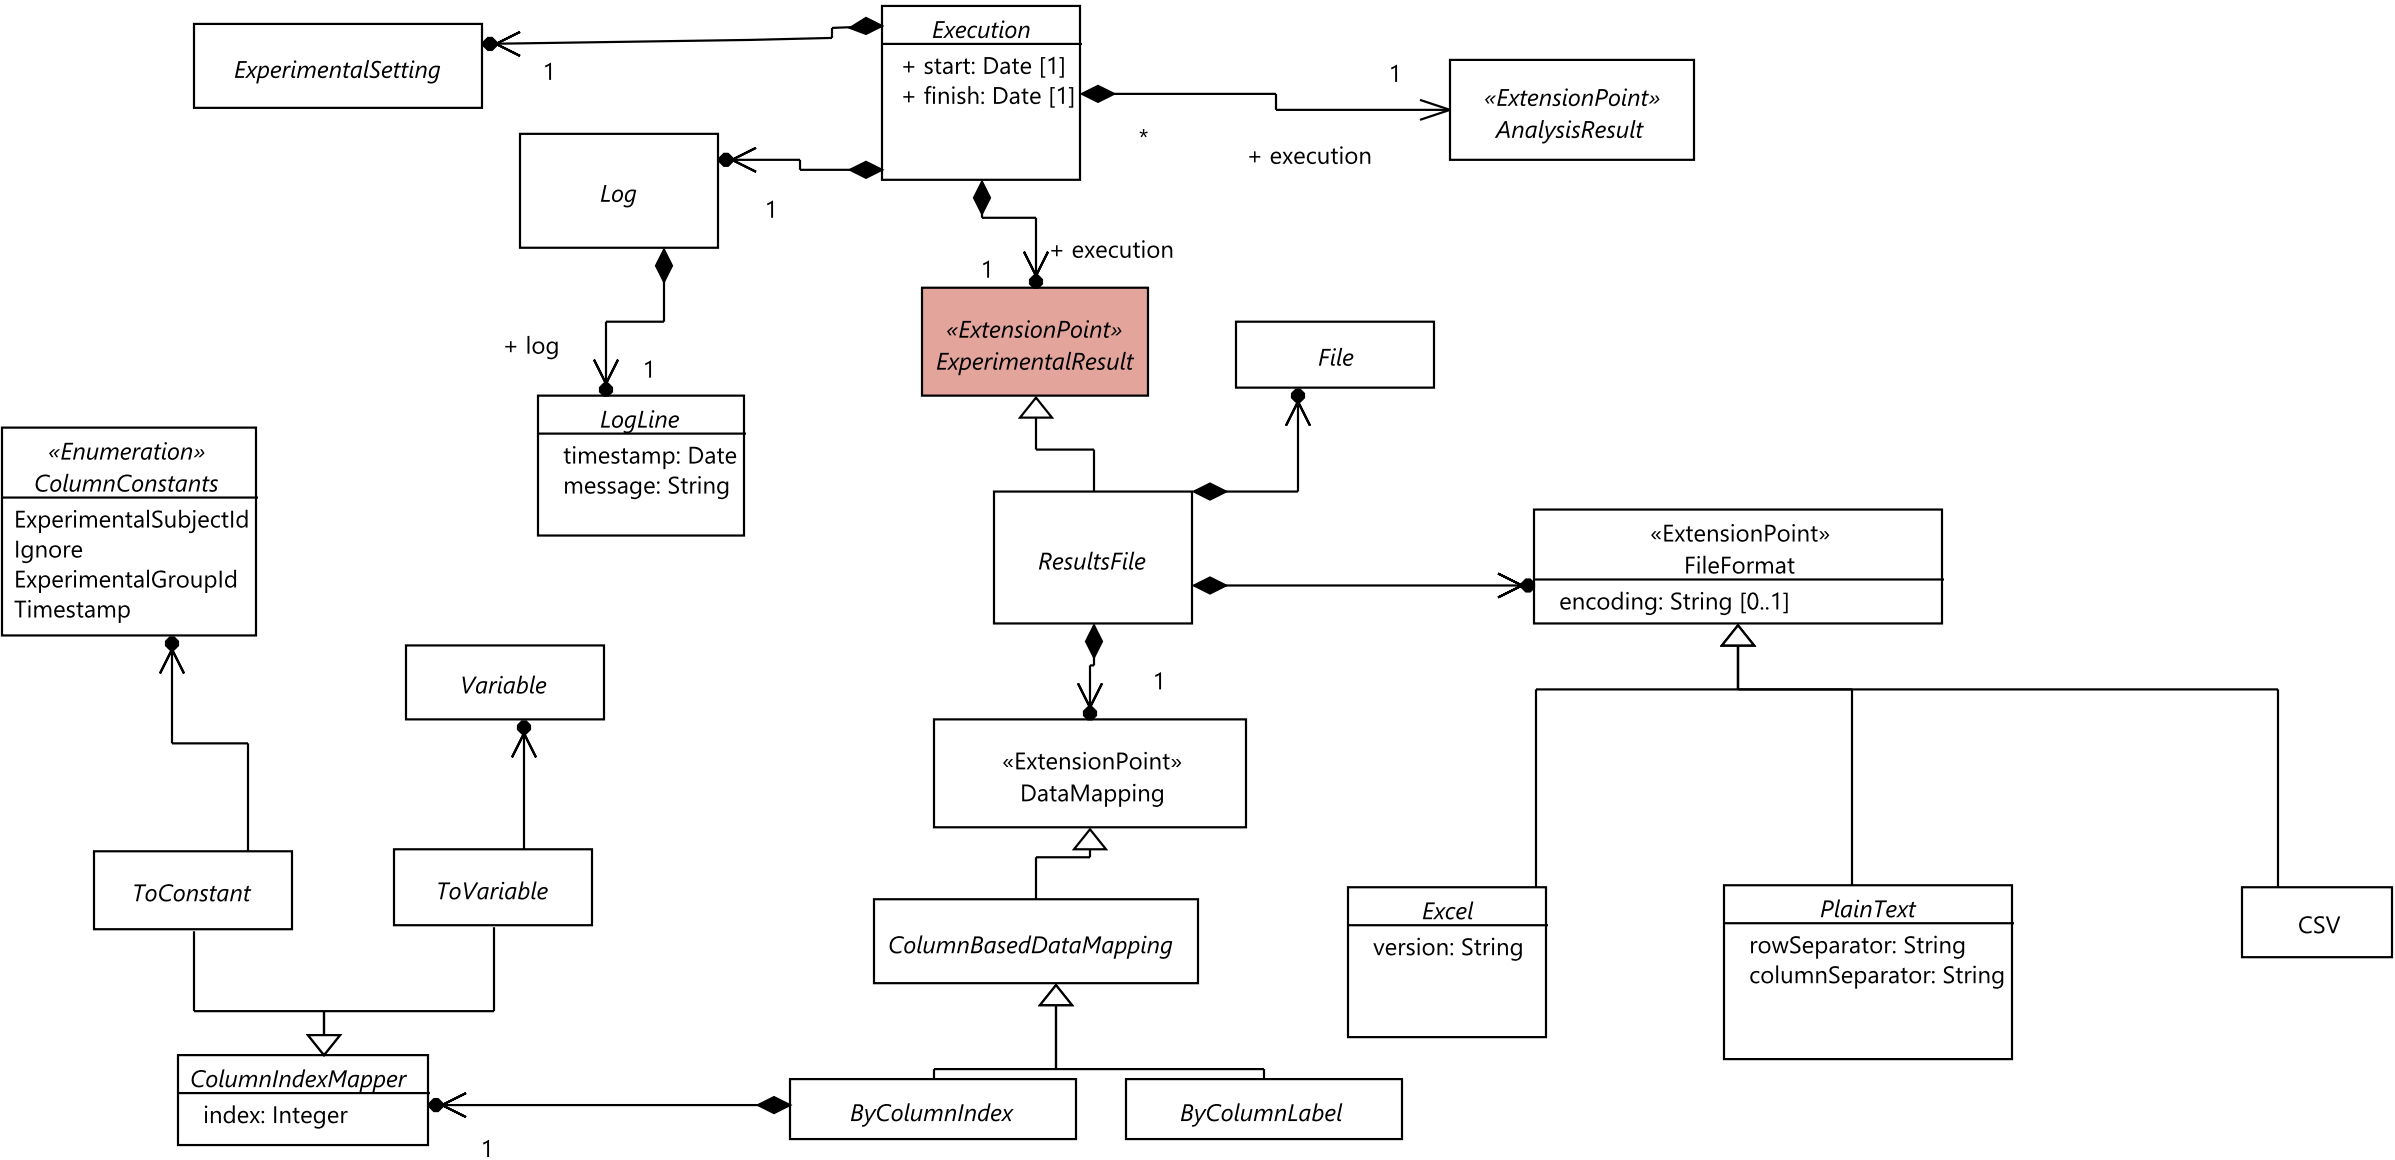 Execution
+ start: Date [1]
+ finish: Date [1]
ExperimentalSetting
1
1
«ExtensionPoint»
AnalysisResult
*
+ execution
Log
1
+ execution
1
«ExtensionPoint»
ExperimentalResult
File
+ log
1
LogLine
timestamp: Date
message: String
«Enumeration»
ColumnConstants
ExperimentalSubjectId
Ignore
ExperimentalGroupId
Timestamp
ResultsFile
«ExtensionPoint»
FileFormat
encoding: String [0..1]
Variable
1
«ExtensionPoint»
DataMapping
ToConstant
ToVariable
ColumnBasedDataMapping
Excel
version: String
PlainText
rowSeparator: String
columnSeparator: String
CSV
ColumnIndexMapper
index: Integer
1
ByColumnIndex
ByColumnLabel